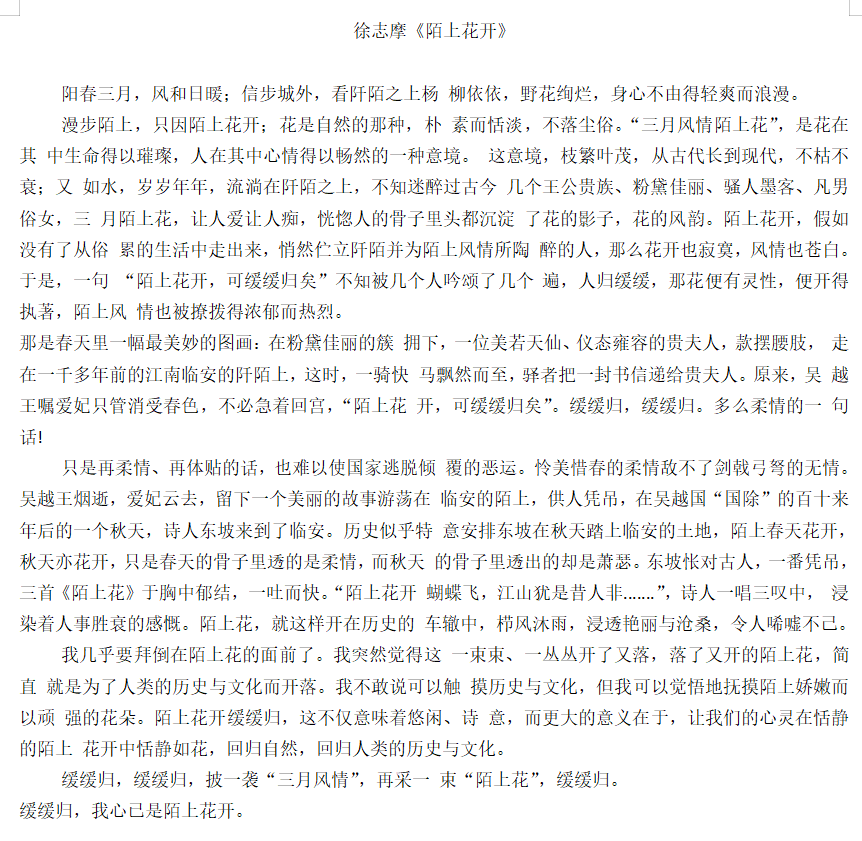 徐志摩《陌上花开》
阳春三月，风和日暖；信步城外，看阡陌之上杨 柳依依，野花绚烂，身心不由得轻爽而浪漫。
漫步陌上，只因陌上花开；花是自然的那种，朴 素而恬淡，不落尘俗。“三月风情陌上花”，是花在
其 中生命得以璀璨，人在其中心情得以畅然的一种意境。 这意境，枝繁叶茂，从古代长到现代，不枯不
衰；又 如水，岁岁年年，流淌在阡陌之上，不知迷醉过古今 几个王公贵族、粉黛佳丽、骚人墨客、凡男
俗女，三 月陌上花，让人爱让人痴，恍惚人的骨子里头都沉淀 了花的影子，花的风韵。陌上花开，假如
没有了从俗 累的生活中走出来，悄然伫立阡陌并为陌上风情所陶 醉的人，那么花开也寂寞，风情也苍白。
于是，一句 “陌上花开，可缓缓归矣”不知被几个人吟颂了几个 遍，人归缓缓，那花便有灵性，便开得
执著，陌上风 情也被撩拨得浓郁而热烈。
那是春天里一幅最美妙的图画：在粉黛佳丽的簇 拥下，一位美若天仙、仪态雍容的贵夫人，款摆腰肢， 走
在一千多年前的江南临安的阡陌上，这时，一骑快 马飘然而至，驿者把一封书信递给贵夫人。原来，吴 越
王嘱爱妃只管消受春色，不必急着回宫，“陌上花 开，可缓缓归矣”。缓缓归，缓缓归。多么柔情的一 句
话!
只是再柔情、再体贴的话，也难以使国家逃脱倾 覆的恶运。怜美惜春的柔情敌不了剑戟弓弩的无情。
吴越王烟逝，爱妃云去，留下一个美丽的故事游荡在 临安的陌上，供人凭吊，在吴越国“国除”的百十来
年后的一个秋天，诗人东坡来到了临安。历史似乎特 意安排东坡在秋天踏上临安的土地，陌上春天花开，
秋天亦花开，只是春天的骨子里透的是柔情，而秋天 的骨子里透出的却是萧瑟。东坡怅对古人，一番凭吊，
三首《陌上花》于胸中郁结，一吐而快。“陌上花开 蝴蝶飞，江山犹是昔人非.……”，诗人一唱三叹中， 浸
染着人事胜衰的感慨。陌上花，就这样开在历史的 车辙中，栉风沐雨，浸透艳丽与沧桑，令人唏嘘不己。
我几乎要拜倒在陌上花的面前了。我突然觉得这 一束束、一丛丛开了又落，落了又开的陌上花，简
直 就是为了人类的历史与文化而开落。我不敢说可以触 摸历史与文化，但我可以觉悟地抚摸陌上娇嫩而
以顽 强的花朵。陌上花开缓缓归，这不仅意味着悠闲、诗 意，而更大的意义在于，让我们的心灵在恬静
的陌上 花开中恬静如花，回归自然，回归人类的历史与文化。
缓缓归，缓缓归，披一袭“三月风情”，再采一 束“陌上花”，缓缓归。
缓缓归，我心已是陌上花开。